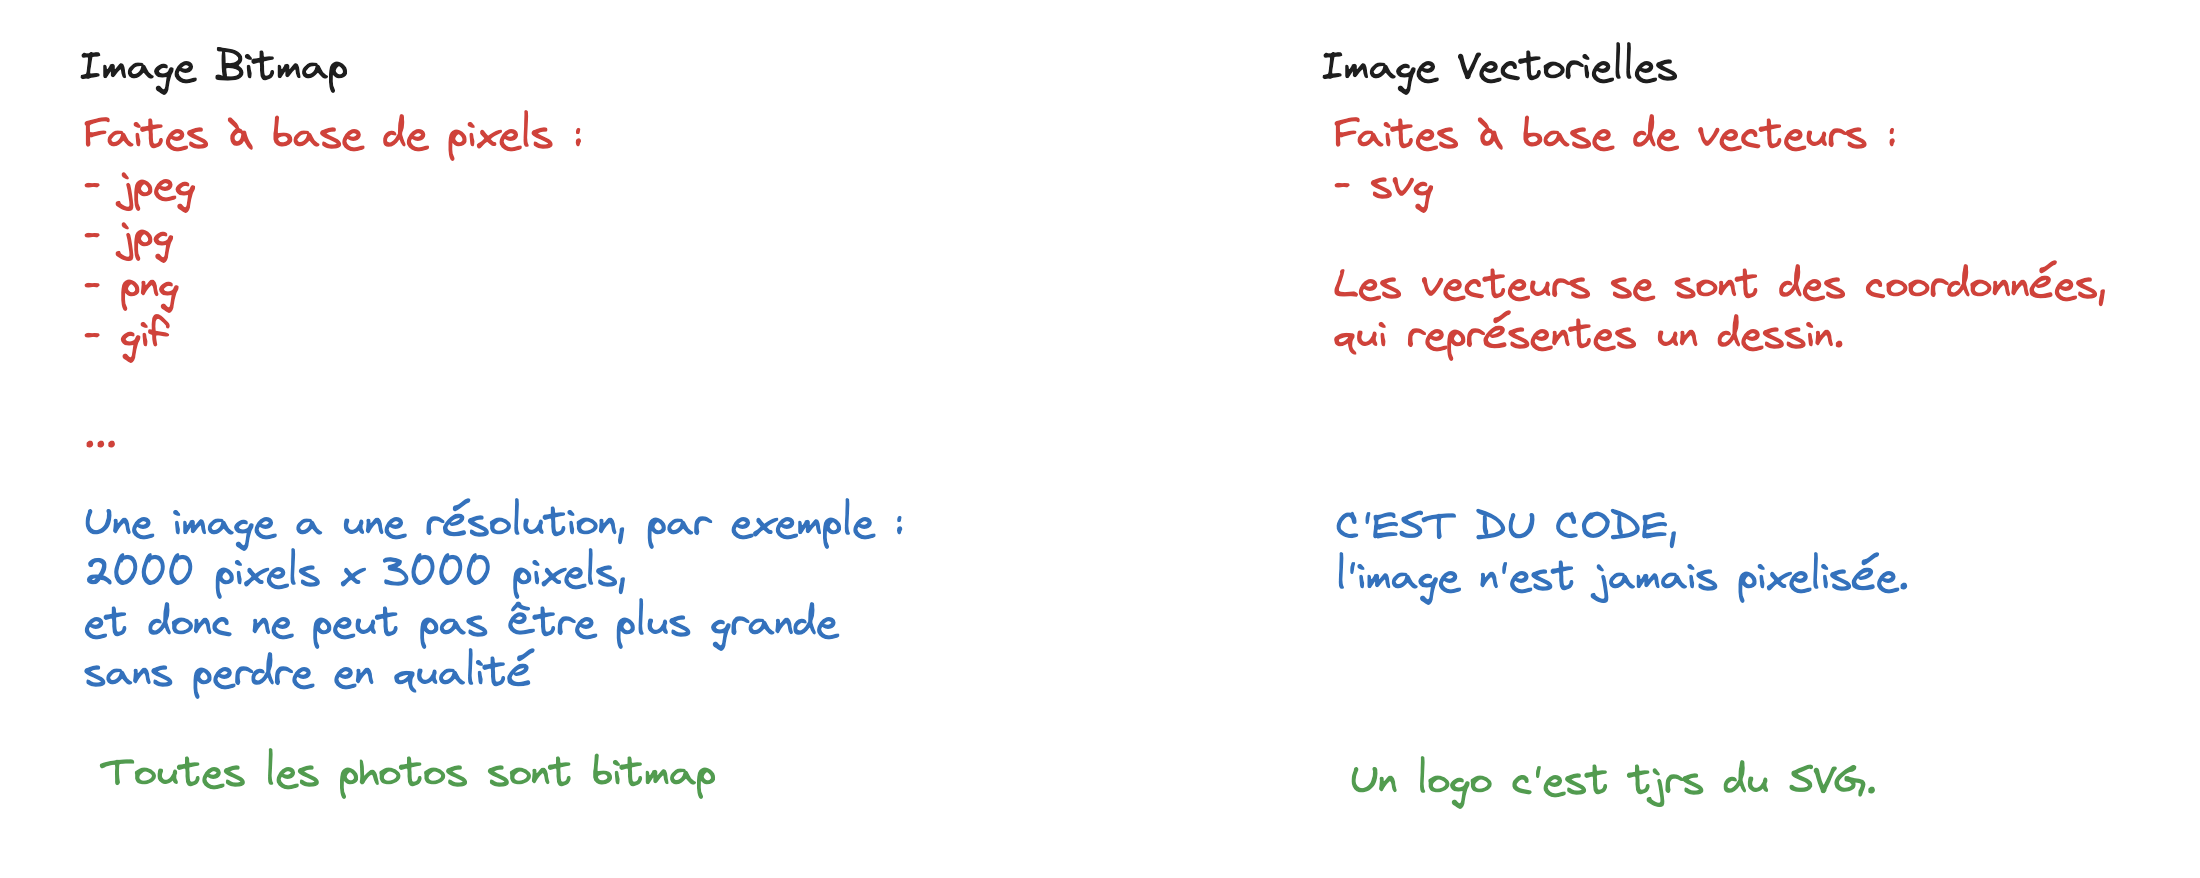 Image Bitmap
Faites à base de pixels :
- jpeg
- jpg
- png
- gif
...
Une image a une résolution, par exemple :
2000 pixels x 3000 pixels,
et donc ne peut pas être plus grande
sans perdre en qualité
Toutes les photos sont bitmap
Image Vectorielles
Faites à base de vecteurs :
- svg
Les vecteurs se sont des coordonnées,
qui représentes un dessin.
C'EST DU CODE,
l'image n'est jamais pixelisée.
Un logo c'est tjrs du SVG.